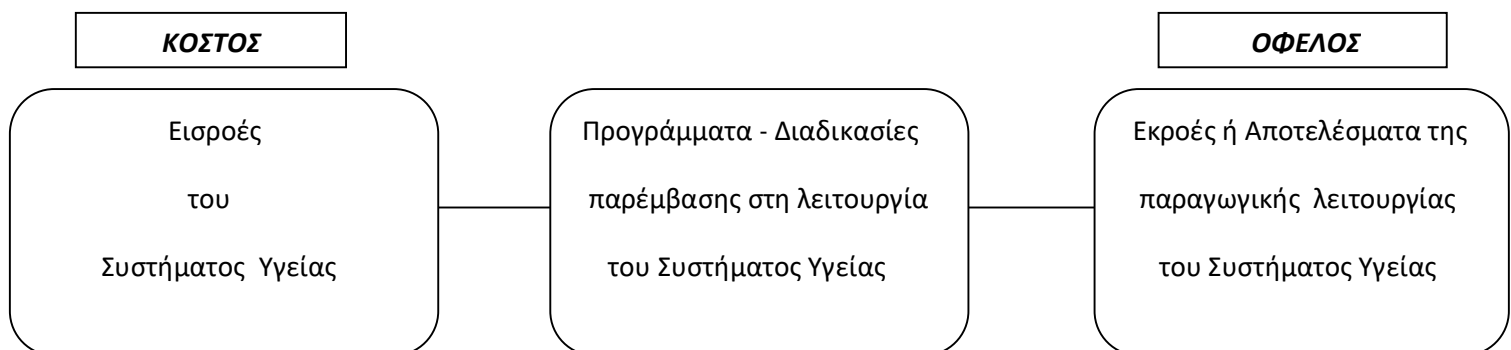 ΚΟΣΤΟΣ
ΟΦΕΛΟΣ
Εισροές
του
Συστήματος Υγείας
Προγράμματα - Διαδικασίες
παρέμβασης στη λειτουργία
του Συστήματος Υγείας
Εκροές ή Αποτελέσματα της
παραγωγικής λειτουργίας
του Συστήματος Υγείας